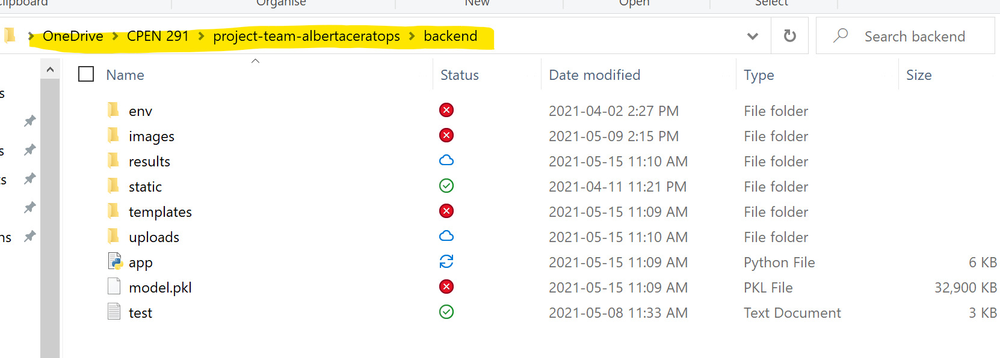 Clipboard Organise New Open Select
OneDrive CPEN 291 project-team-albertaceratops backend Search backend
Name Status Date modified Type Size
env 2021-04-02 2:27 PM File folder
images 2021-05-09 2:15 PM File folder
results 2021-05-15 11:10 AM File folder
static 2021-04-11 11:21 PM File folder
templates 2021-05-15 11:09 AM File folder
uploads 2021-05-15 11:10 AM File folder
app 2021-05-15 11:09 AM Python File 6 KB
model.pkl 2021-05-15 11:09 AM PKL File 32,900 KB
test 2021-05-08 11:33 AM Text Document 3 KB